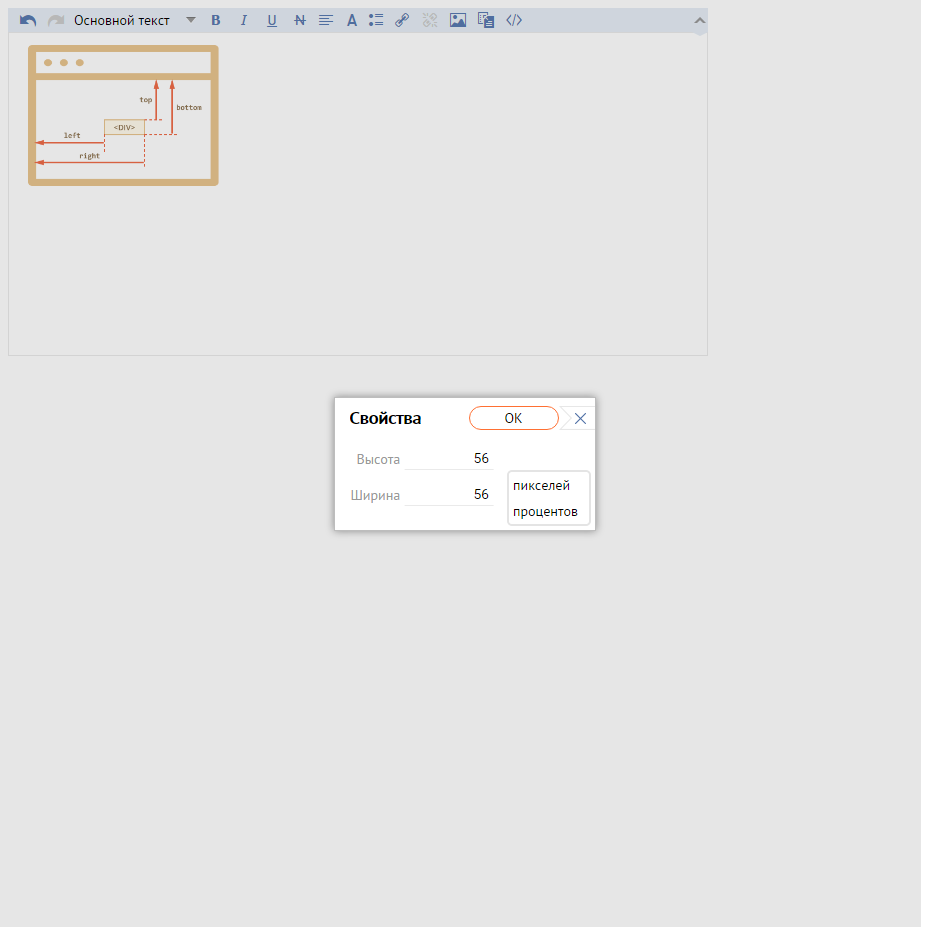 Основной текст B I U N A </>
top
bottom
<DIV>
left
right
Свойства OK
Высота 56
Ширина 56
пикселей
процентов